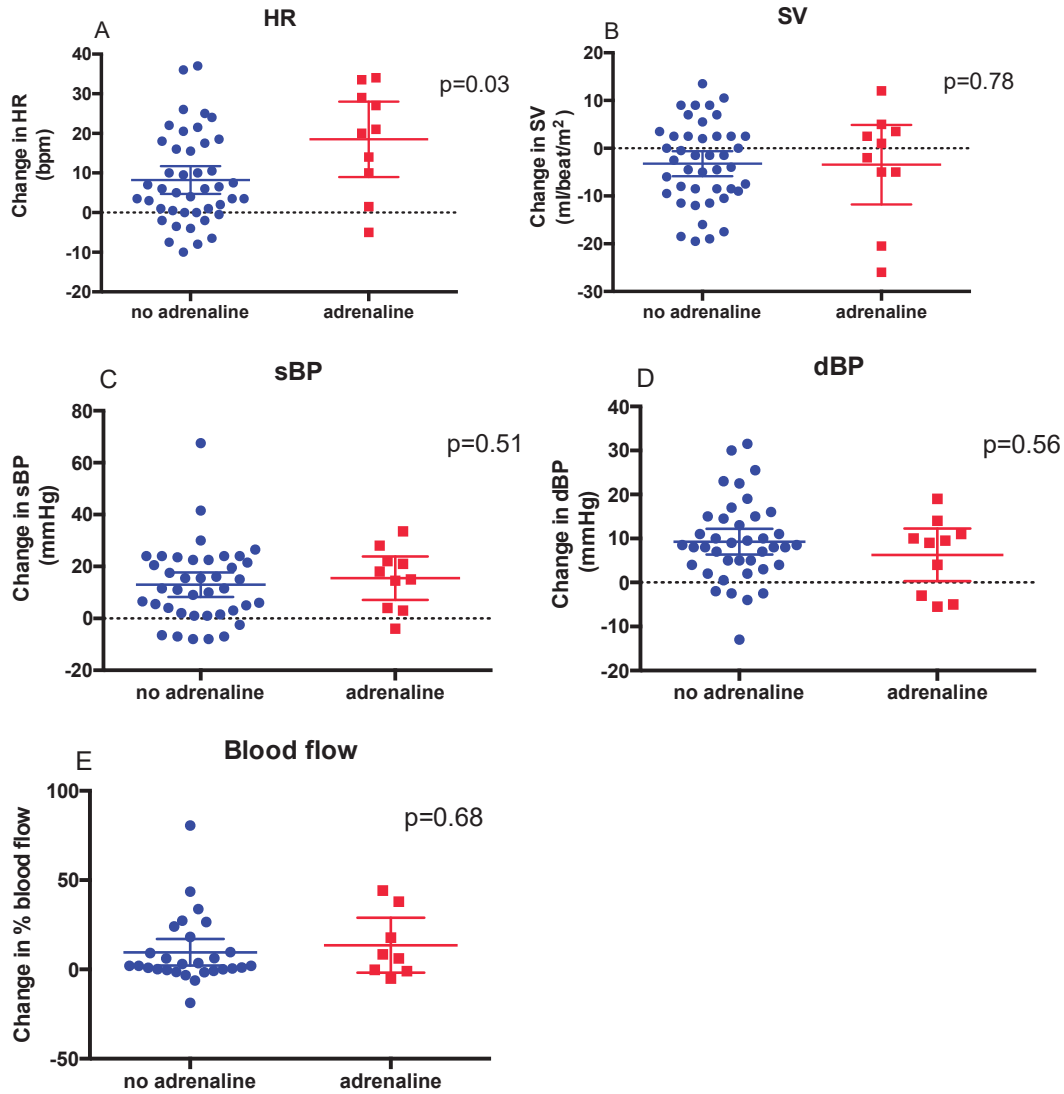 A
HR
Change in HR
(bpm)
40
30
20
10
0
-10
-20
p=0.03
no adrenaline
adrenaline
B
SV
Change in SV
(ml/beat/m²)
20
10
0
-10
-20
-30
p=0.78
no adrenaline
adrenaline
C
sBP
Change in sBP
(mmHg)
80
60
40
20
0
-20
p=0.51
no adrenaline
adrenaline
D
dBP
Change in dBP
(mmHg)
40
30
20
10
0
-10
-20
p=0.56
no adrenaline
adrenaline
E
Blood flow
Change in % blood flow
100
50
0
-50
p=0.68
no adrenaline
adrenaline